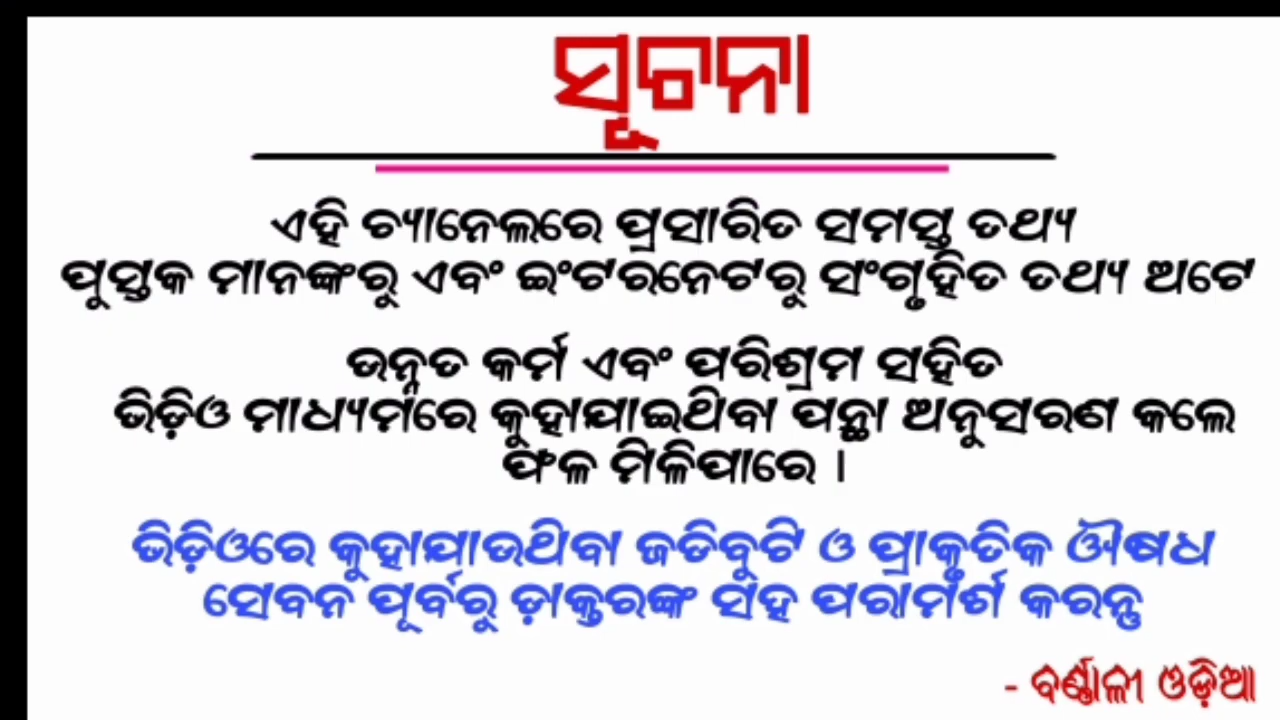 ସୂଚନା
ଏହି ଚ୍ୟାନେଲରେ ପ୍ରସାରିତ ସମସ୍ତ ତଥ୍ୟ
ପୁସ୍ତକ ମାନଙ୍କରୁ ଏବଂ ଇଂଟରନେଟରୁ ସଂଗୃହିତ ତଥ୍ୟ ଅଟେ
ଉନ୍ନତ କର୍ମ ଏବଂ ପରିଶ୍ରମ ସହିତ
ଭିଡ଼ିଓ ମାଧ୍ୟମରେ କୁହାଯାଇଥିବା ପନ୍ଥା ଅନୁସରଣ କଲେ
ଫଳ ମିଳିପାରେ ।
ଭିଡ଼ିଓରେ କୁହାଯାଉଥିବା ଜଡିବୁଟି ଓ ପ୍ରାକୃତିକ ଔଷଧ
ସେବନ ପୂର୍ବରୁ ଡ଼ାକ୍ତରଙ୍କ ସହ ପରାମର୍ଶ କରନ୍ତୁ
- ବର୍ଣ୍ଣାଳୀ ଓଡ଼ିଆ